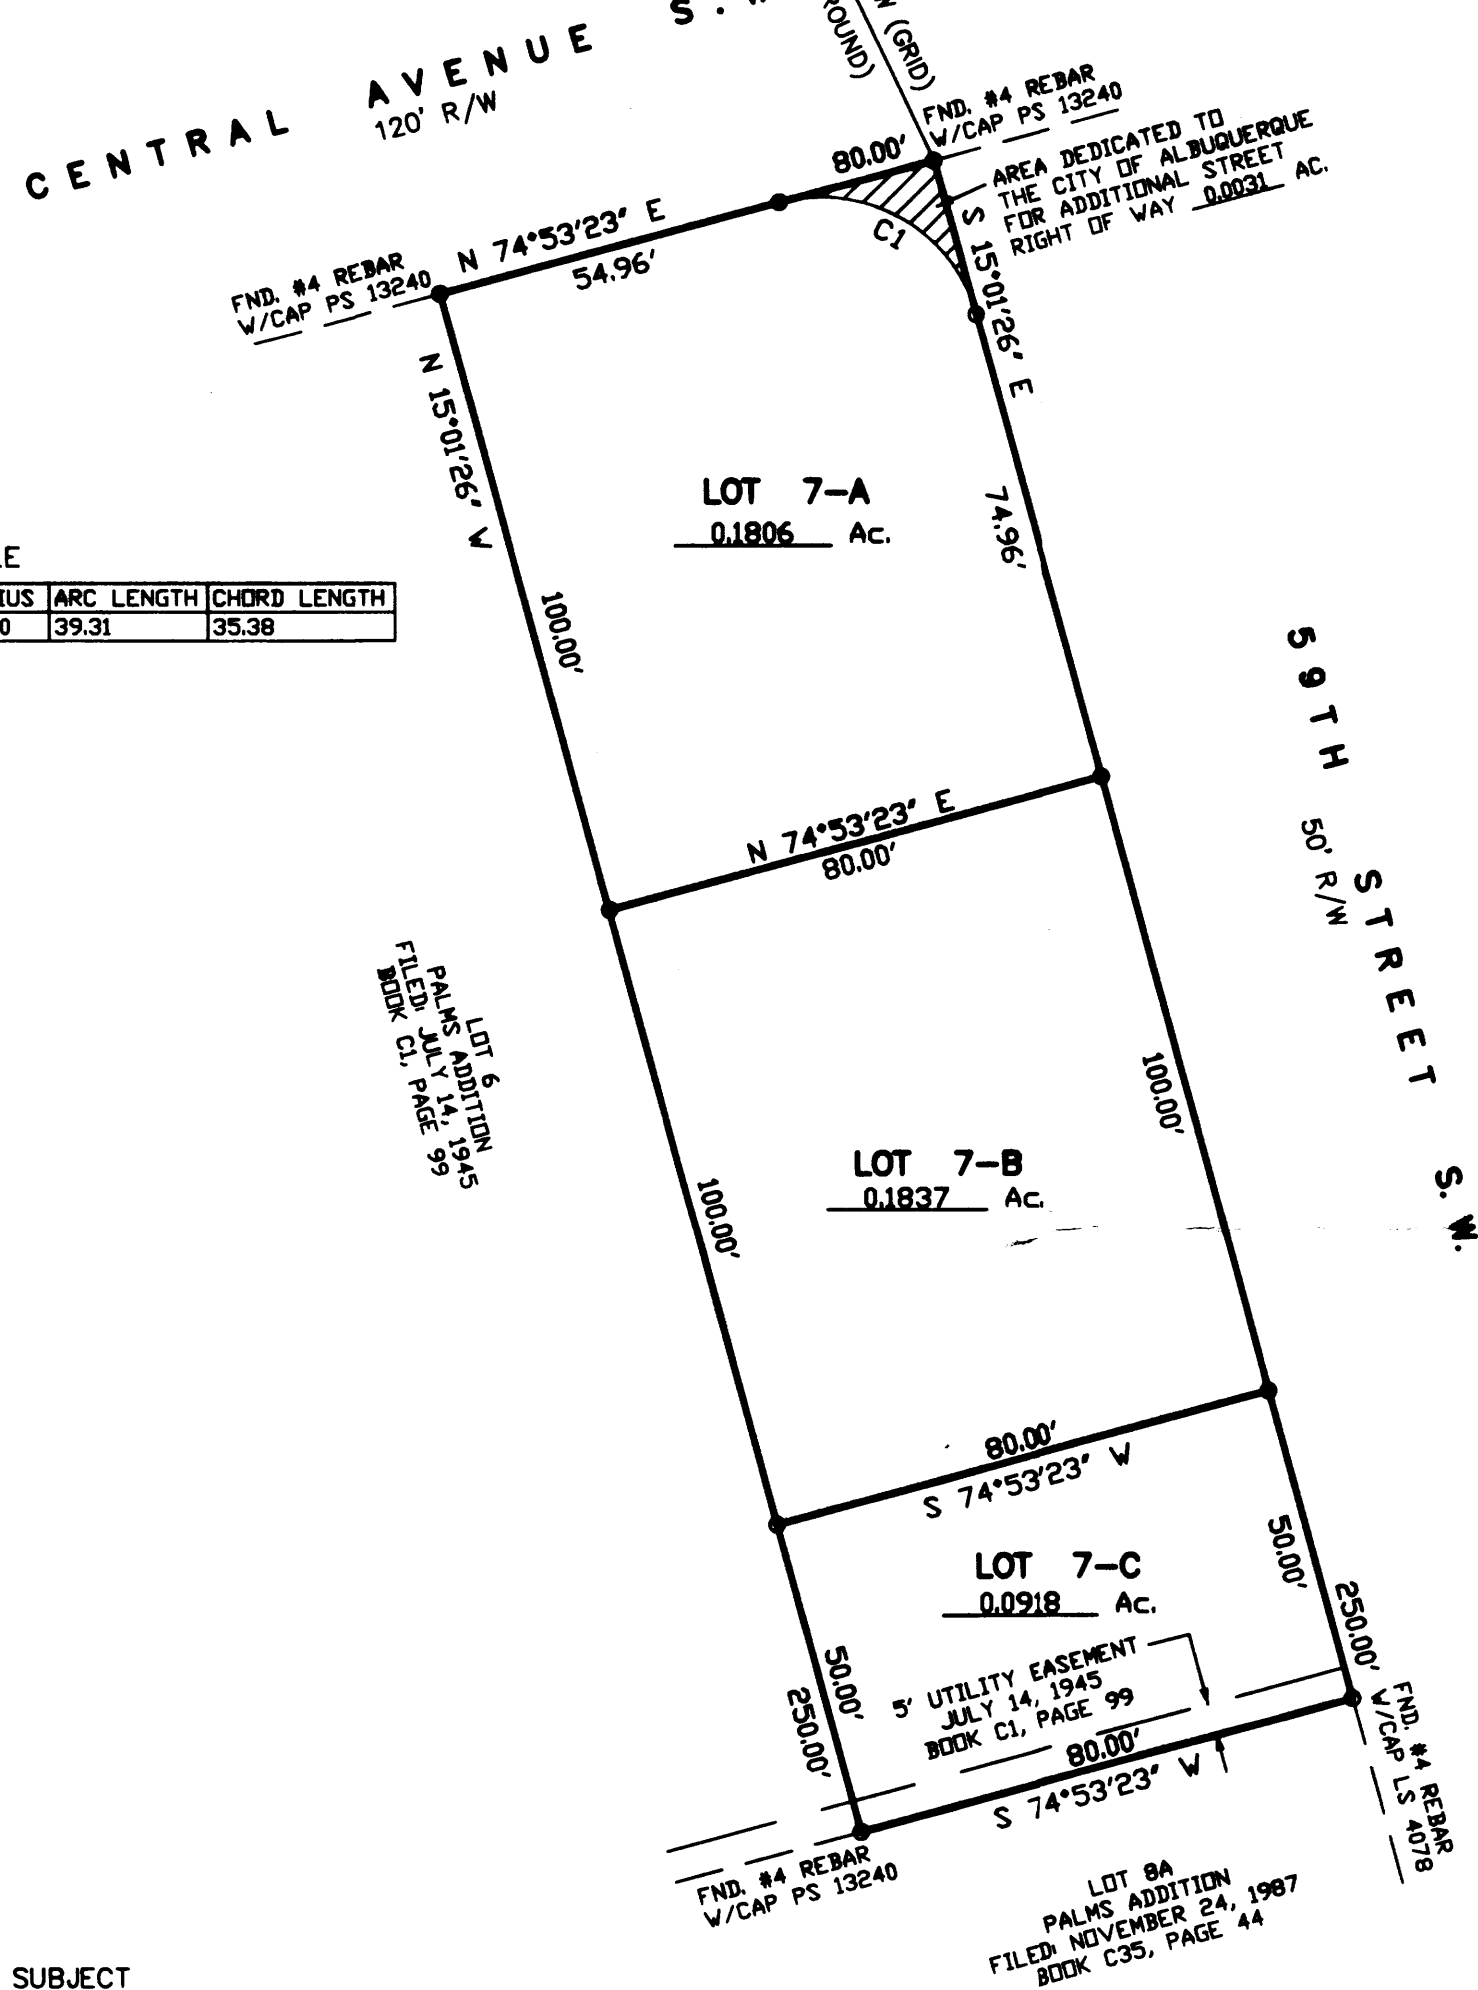 CENTRAL AVENUE S.
120' R/W
(GRID)
FND. #4 REBAR
W/CAP PS 13240
80.00'
AREA DEDICATED TO
THE CITY OF ALBUQUERQUE
FOR ADDITIONAL STREET
RIGHT OF WAY 0.0031 AC.
N 74°53'23" E
54.96'
C1
S 15°01'26" E
FND. #4 REBAR
W/CAP PS 13240
N 15°01'26" W
100.00'
74.96'
LOT 7-A
0.1806 Ac.
ARC LENGTH CHORD LENGTH
39.31 35.38
59TH STREET S.W.
50' R/W
N 74°53'23" E
80.00'
LOT 6
PALMS ADDITION
FILED: JULY 14, 1945
BOOK C1, PAGE 99
100.00'
100.00'
LOT 7-B
0.1837 Ac.
80.00'
S 74°53'23" W
LOT 7-C
0.0918 Ac.
50.00'
250.00'
50.00'
250.00'
5' UTILITY EASEMENT
JULY 14, 1945
BOOK C1, PAGE 99
80.00'
S 74°53'23" W
FND. #4 REBAR
W/CAP LS 4078
FND. #4 REBAR
W/CAP PS 13240
LOT 8A
PALMS ADDITION
FILED: NOVEMBER 24, 1987
BOOK C35, PAGE 44
SUBJECT